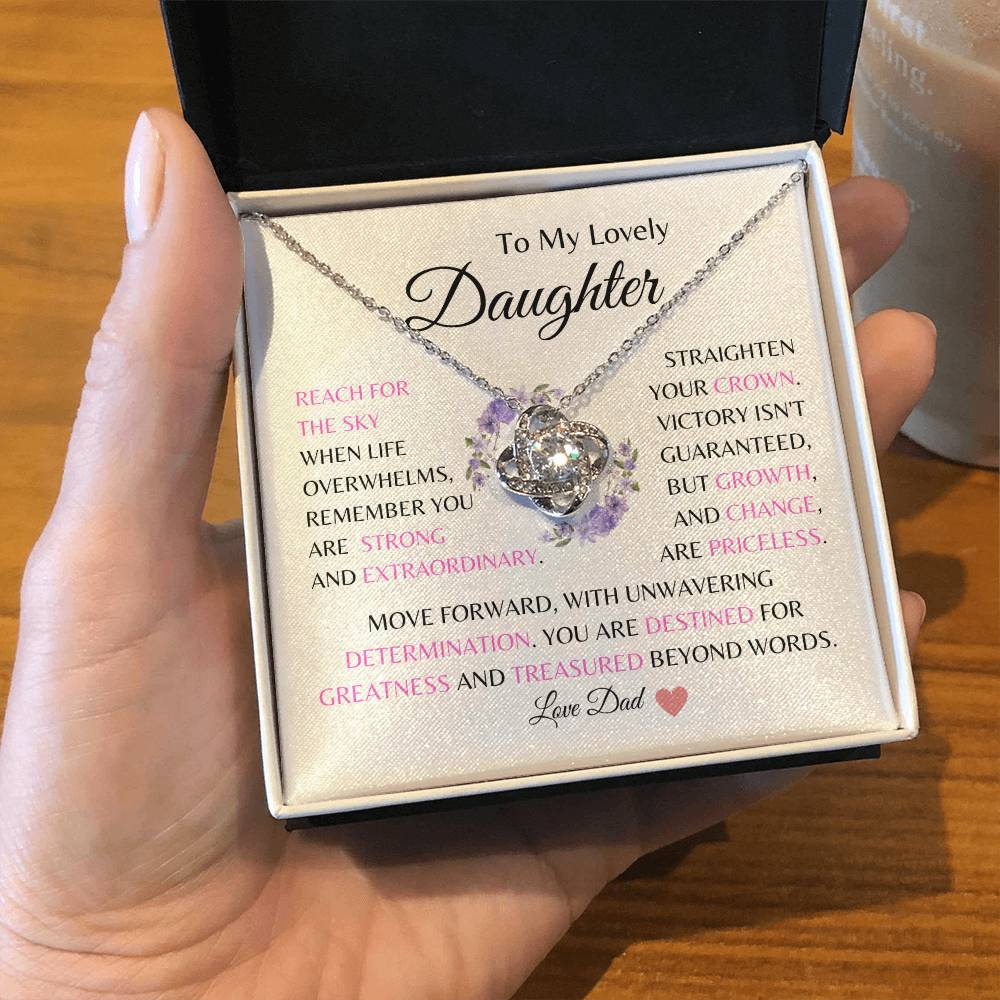 To My Lovely
Daughter
REACH FOR
THE SKY
WHEN LIFE
OVERWHELMS,
REMEMBER YOU
ARE STRONG
AND EXTRAORDINARY.
STRAIGHTEN
YOUR CROWN.
VICTORY ISN'T
GUARANTEED,
BUT GROWTH,
AND CHANGE,
ARE PRICELESS.
MOVE FORWARD, WITH UNWAVERING
DETERMINATION. YOU ARE DESTINED FOR
GREATNESS AND TREASURED BEYOND WORDS.
Love Dad